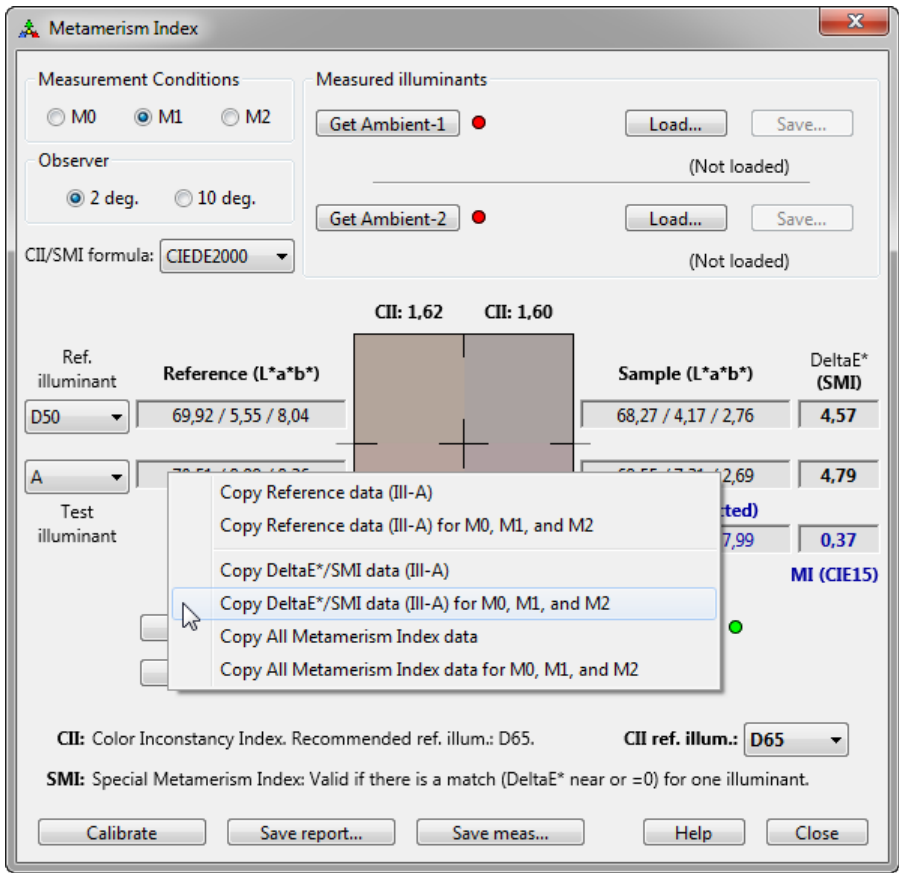 Metamerism Index
Measurement Conditions
M0 M1 M2
Observer
2 deg. 10 deg.
CII/SMI formula: CIEDE2000
Measured illuminants
Get Ambient-1 Load... Save...
(Not loaded)
Get Ambient-2 Load... Save...
(Not loaded)
CII: 1,62 CII: 1,60
Ref.
illuminant
Reference (L*a*b*)
Sample (L*a*b*)
DeltaE*
(SMI)
D50 69,92 / 5,55 / 8,04 68,27 / 4,17 / 2,76 4,57
A 2,69 4,79
Test
illuminant
7,99 0,37
MI (CIE15)
Copy Reference data (Ill-A)
Copy Reference data (Ill-A) for M0, M1, and M2
Copy DeltaE*/SMI data (Ill-A)
Copy DeltaE*/SMI data (Ill-A) for M0, M1, and M2
Copy All Metamerism Index data
Copy All Metamerism Index data for M0, M1, and M2
CII: Color Inconstancy Index. Recommended ref. illum.: D65.
CII ref. illum.: D65
SMI: Special Metamerism Index: Valid if there is a match (DeltaE* near or =0) for one illuminant.
Calibrate Save report... Save meas... Help Close